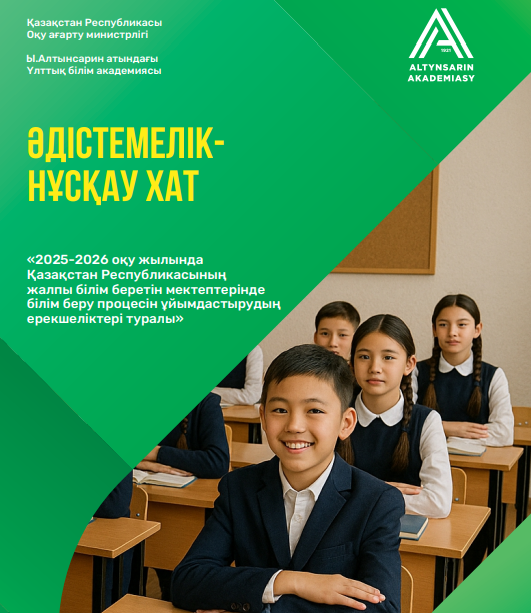 Қазақстан Республикасы
Оқу ағарту министрлігі
Ы.Алтынсарин атындағы
Ұлттық білім академиясы
1931
ALTYNSARIN
AKADEMIASY
ӘДІСТЕМЕЛІК-
НҰСҚАУ ХАТ
«2025-2026 оқу жылында
Қазақстан Республикасының
жалпы білім беретін мектептерінде
білім беру процесін ұйымдастырудың
ерекшеліктері туралы»